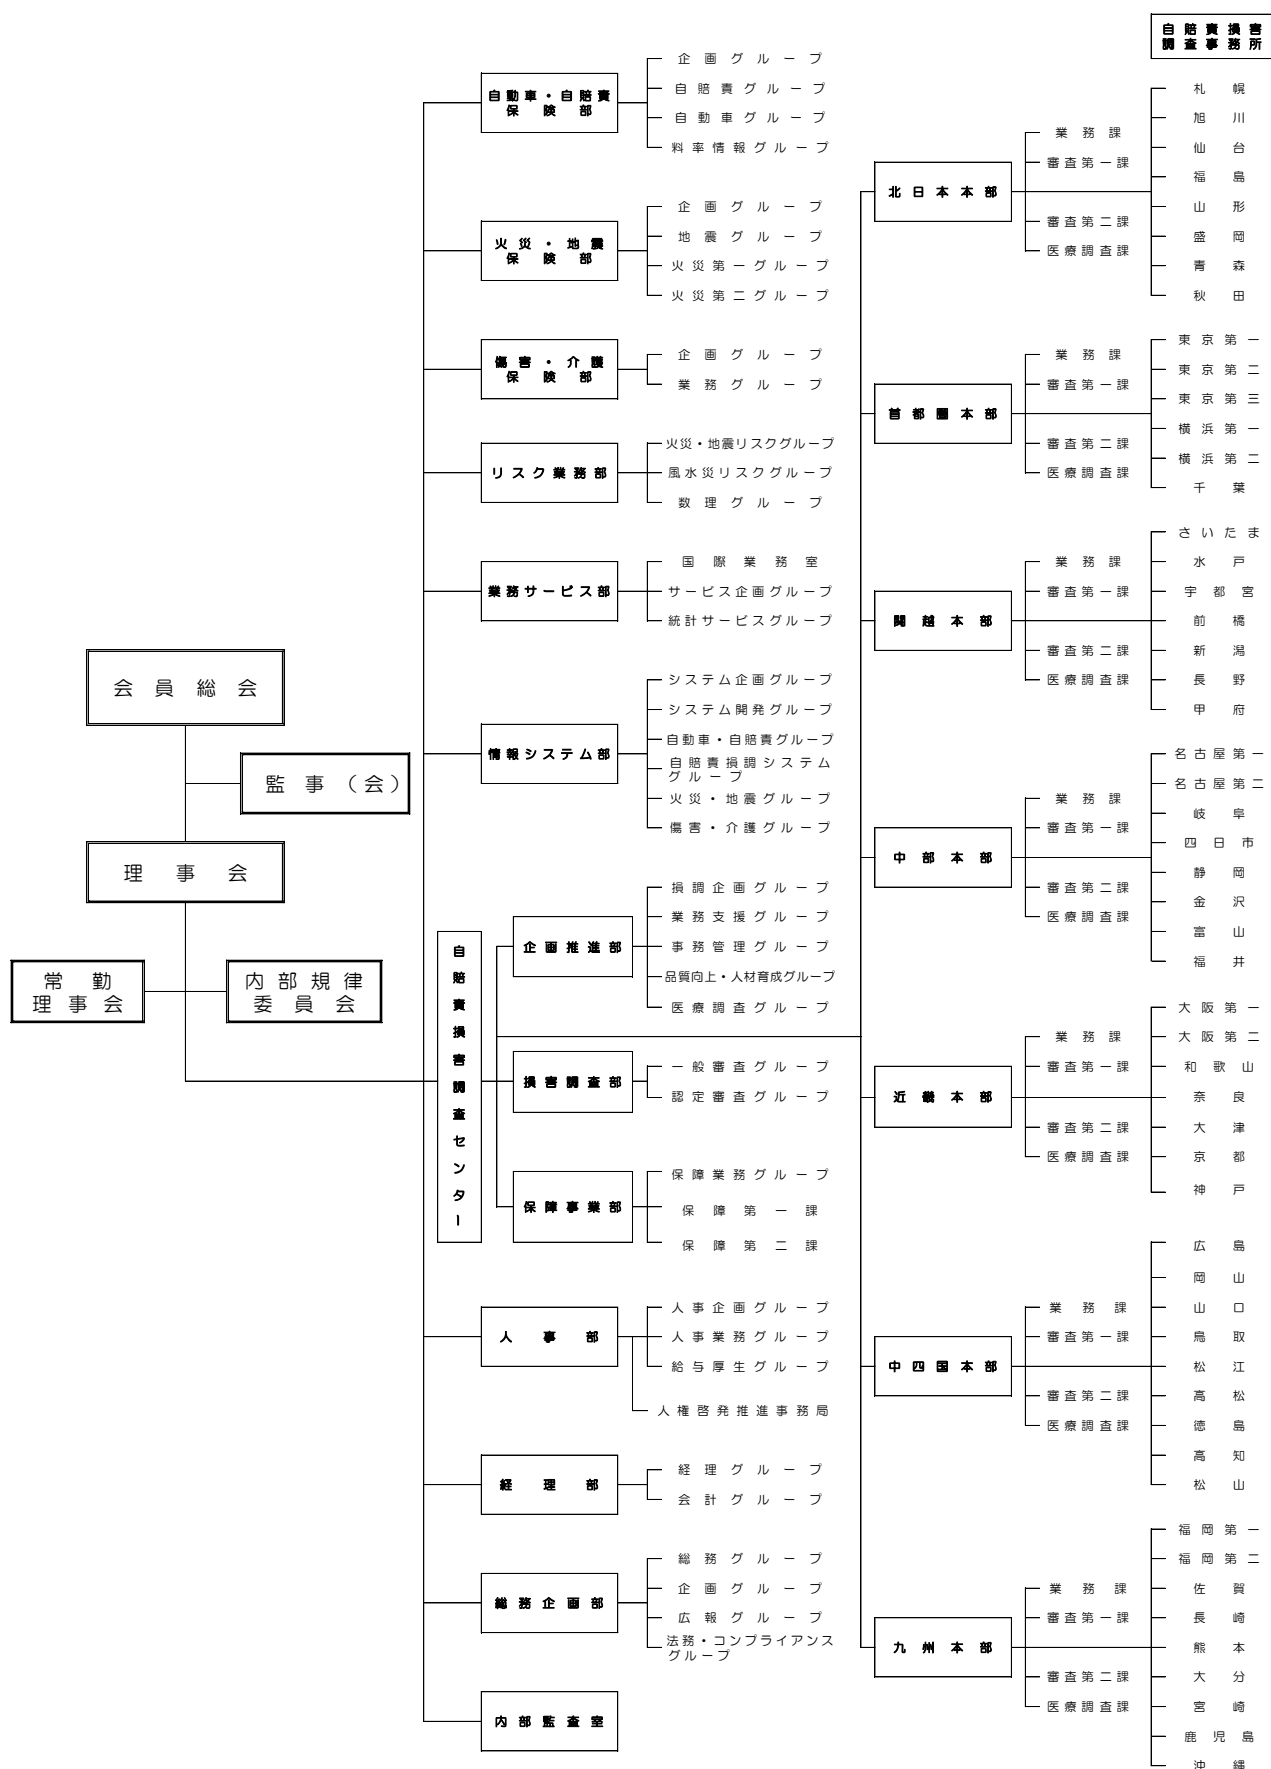 会員総会
監事（会）
理事会
常勤
理事会
内部規律
委員会
自動車・自賠責
保険部
企画グループ
自賠責グループ
自動車グループ
料率情報グループ
火災・地震
保険部
企画グループ
地震グループ
火災第一グループ
火災第二グループ
傷害・介護
保険部
企画グループ
業務グループ
リスク業務部
火災・地震リスクグループ
風水災リスクグループ
数理グループ
業務サービス部
国際業務室
サービス企画グループ
統計サービスグループ
情報システム部
システム企画グループ
システム開発グループ
自動車・自賠責グループ
自賠責損調システム
グループ
火災・地震グループ
傷害・介護グループ
自賠責損害調査センター
企画推進部
損調企画グループ
業務支援グループ
事務管理グループ
品質向上・人材育成グループ
医療調査グループ
損害調査部
一般審査グループ
認定審査グループ
保障事業部
保障業務グループ
保障第一課
保障第二課
人事部
人事企画グループ
人事業務グループ
給与厚生グループ
人権啓発推進事務局
経理部
経理グループ
会計グループ
総務企画部
総務グループ
企画グループ
広報グループ
法務・コンプライアンス
グループ
内部監査室
自賠責損害
調査事務所
北日本本部
業務課
審査第一課
審査第二課
医療調査課
札幌
旭川
仙台
福島
山形
盛岡
青森
秋田
首都圏本部
業務課
審査第一課
審査第二課
医療調査課
東京第一
東京第二
東京第三
横浜第一
横浜第二
千葉
関越本部
業務課
審査第一課
審査第二課
医療調査課
さいたま
水戸
宇都宮
前橋
新潟
長野
甲府
中部本部
業務課
審査第一課
審査第二課
医療調査課
名古屋第一
名古屋第二
岐阜
四日市
静岡
金沢
富山
福井
近畿本部
業務課
審査第一課
審査第二課
医療調査課
大阪第一
大阪第二
和歌山
奈良
大津
京都
神戸
中四国本部
業務課
審査第一課
審査第二課
医療調査課
広島
岡山
山口
鳥取
松江
高松
徳島
高知
松山
九州本部
業務課
審査第一課
審査第二課
医療調査課
福岡第一
福岡第二
佐賀
長崎
熊本
大分
宮崎
鹿児島
沖縄